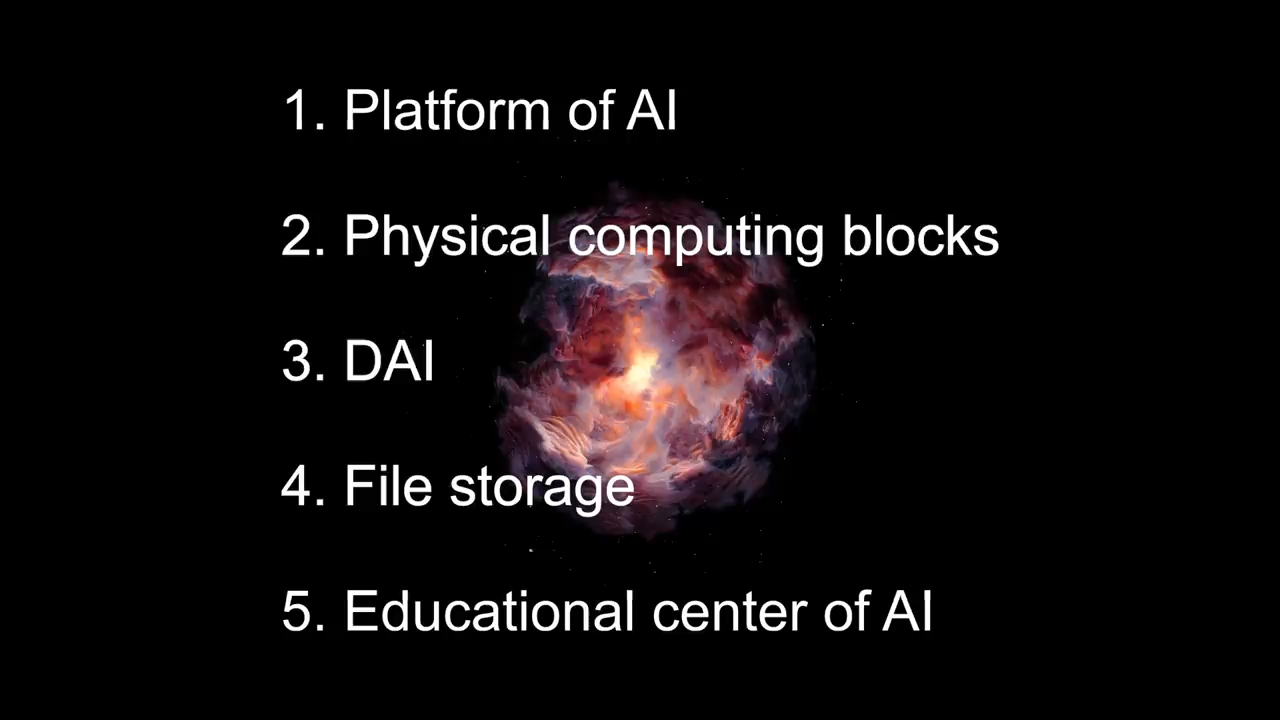 1. Platform of AI
2. Physical computing blocks
3. DAI
4. File storage
5. Educational center of AI